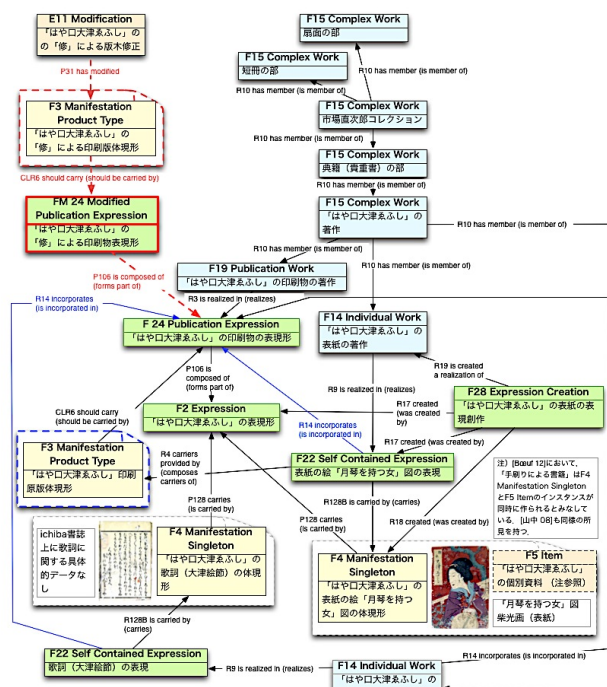 E11 Modification
「はや口大津ゑふし」の
の「修」による版木修正
P31 has modified
F3 Manifestation
Product Type
「はや口大津ゑふし」の
「修」による印刷版体現形
CLR6 should carry (should be carried by)
FM 24 Modified
Publication Expression
「はや口大津ゑふし」の
「修」による印刷物表現形
P106 is composed of
(forms part of)
F15 Complex Work
扇面の部
F15 Complex Work
短冊の部
R10 has member (is member of)
R10 has member (is member of)
F15 Complex Work
市場直次郎コレクション
R10 has member (is member of)
F15 Complex Work
典籍（貴重書）の部
R10 has member (is member of)
F15 Complex Work
「はや口大津ゑふし」の
著作
R10 has member (is member of)
R10 has member (is member of)
F19 Publication Work
「はや口大津ゑふし」の印刷物の著作
R10 has member (is member of)
R3 is realized in (realizes)
R14 incorporates
(is incorporated in)
F 24 Publication Expression
「はや口大津ゑふし」の印刷物の表現形
F14 Individual Work
「はや口大津ゑふし」の
表紙の著作
R19 is created
a realization of
P106 is
composed of
(forms part of)
R9 is realized in (realizes)
F28 Expression Creation
「はや口大津ゑふし」の表紙の表
現創作
CLR6 should carry
(should be carried by)
F2 Expression
「はや口大津ゑふし」の表現形
R17 created
(was created
by)
R14 incorporates
(is incorporated in)
R17 created (was created by)
F3 Manifestation
Product Type
「はや口大津ゑふし」印刷
原版体現形
R4 carriers
provided by
(composes
carriers of)
F22 Self Contained Expression
表紙の絵「月琴を持つ女」図の表現
注）[Bœuf 12]において、
「手刷りによる書籍」はF4
Manifestation Singleton
とF5 Itemのインスタンスが
同時に作られるとみなして
いる．[山中 08]も同様の所
見を持つ．
P128 carries
(is carried by)
R128B is carried by (carries)
P128 carries
(is carried by)
R18 created (was created by)
ichiba書誌
上に歌詞に
関する具体
的データな
し
F4 Manifestation
Singleton
「はや口大津ゑふし」の
歌詞（大津絵節）の体現
形
F4 Manifestation
Singleton
「はや口大津ゑふし」の
表紙の絵「月琴を持つ
女」図の体現形
F5 Item
「はや口大津ゑふし」
の個別資料 （注参照）
「月琴を持つ女」図
柴光画（表紙）
R128B is carried by
(carries)
F22 Self Contained Expression
歌詞（大津絵節）の表現
R9 is realized in (realizes)
F14 Individual Work
「はや口大津ゑふし」の
R14 incorporates (is incorporated in)